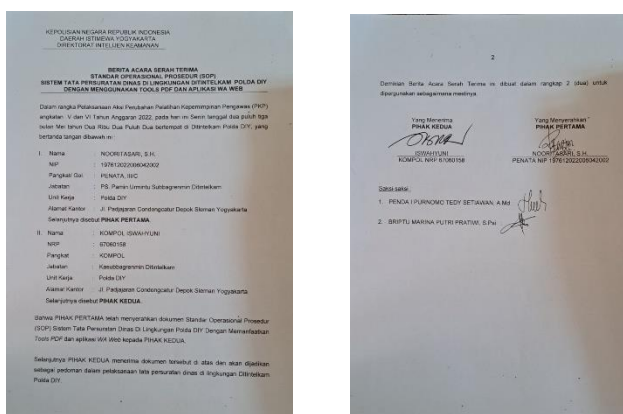 KEPOLISIAN NEGARA REPUBLIK INDONESIA
DAERAH ISTIMEWA YOGYAKARTA
DIREKTORAT INTELIJEN KEAMANAN
BERITA ACARA SERAH TERIMA
STANDAR OPERASIONAL PROSEDUR (SOP)
SISTEM TATA PERSURATAN DINAS DI LINGKUNGAN DITINTELKAM POLDA DIY
DENGAN MENGGUNAKAN TOOLS PDF DAN APLIKASI WA WEB
Dalam rangka Pelaksanaan Aksi Perubahan Pelatihan Kepemimpinan Pengawas (PKP)
angkatan V dan VI Tahun Anggaran 2022, pada hari ini Senin tanggal dua puluh tiga
bulan Mei tahun Dua Ribu Dua Puluh Dua bertempat di Ditintelkam Polda DIY, yang
bertanda tangan dibawah ini :
I. Nama : NOORITASARI, S.H.
NIP : 197612022006042002
Pangkat/ Gol. : PENATA, III/C
Jabatan : PS. Pamin Urmintu Subbagrenmin Ditintelkam
Unit Kerja : Polda DIY
Alamat Kantor : Jl. Padjajaran Condongcatur Depok Sleman Yogyakarta
Selanjutnya disebut PIHAK PERTAMA.
II. Nama : KOMPOL ISWAHYUNI
NRP : 67060158
Pangkat : KOMPOL
Jabatan : Kasubbagrenmin Ditintelkam
Unit Kerja : Polda DIY
Alamat Kantor : Jl. Padjajaran Condongcatur Depok Sleman Yogyakarta
Selanjutnya disebut PIHAK KEDUA.
Bahwa PIHAK PERTAMA telah menyerahkan dokumen Standar Operasional Prosedur
(SOP) Sistem Tata Persuratan Dinas Di Lingkungan Polda DIY Dengan Memanfaatkan
Tools PDF dan aplikasi WA Web kepada PIHAK KEDUA.
Selanjutnya PIHAK KEDUA menerima dokumen tersebut di atas dan akan dijadikan
sebagai pedoman dalam pelaksanaan tata persuratan dinas di lingkungan Ditintelkam
Polda DIY.
2
Demikian Berita Acara Serah Terima ini dibuat dalam rangkap 2 (dua) untuk
dipergunakan sebagaimana mestinya.
Yang Menerima
PIHAK KEDUA
ISWAHYUNI
KOMPOL NRP 67060158
Yang Menyerahkan
PIHAK PERTAMA
NOORITASARI, S.H.
PENATA NIP 197612022006042002
Saksi-saksi
1. PENDA I PURNOMO TEDY SETIAWAN, A.Md
2. BRIPTU MARINA PUTRI PRATIWI, S.Psi